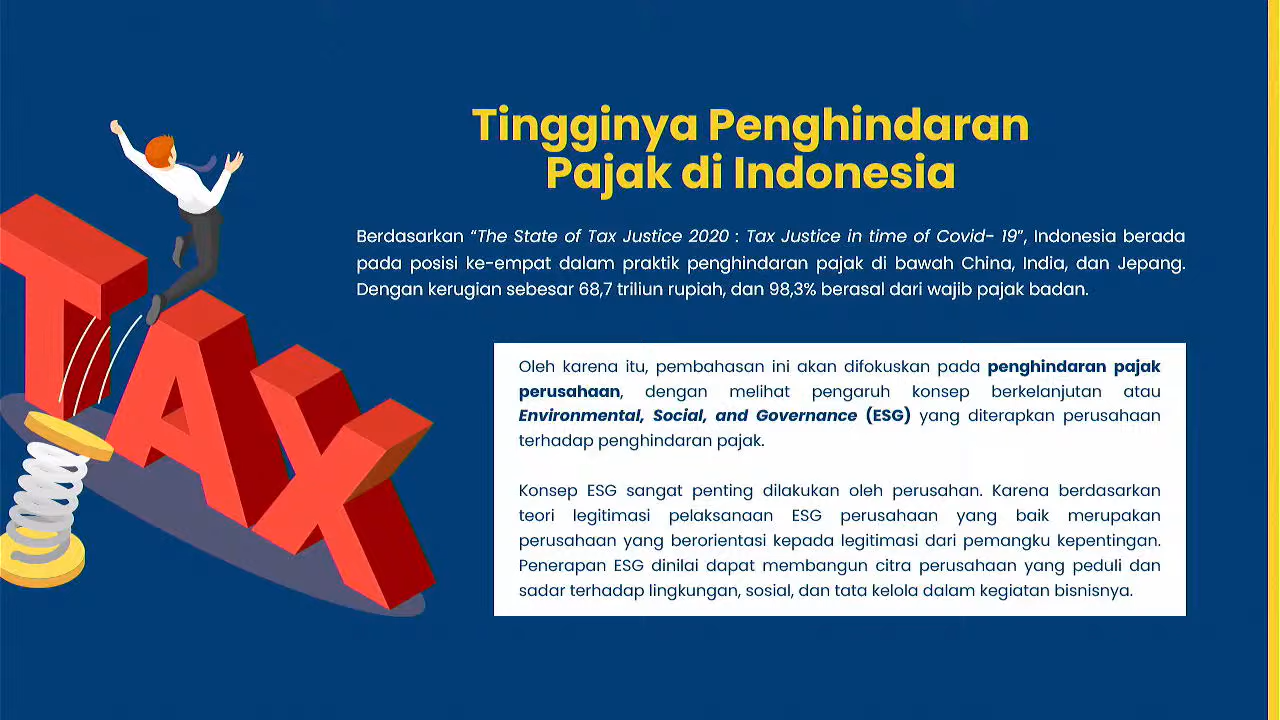 Tingginya Penghindaran
Pajak di Indonesia
Berdasarkan “The State of Tax Justice 2020 : Tax Justice in time of Covid- 19”, Indonesia berada
pada posisi ke-empat dalam praktik penghindaran pajak di bawah China, India, dan Jepang.
Dengan kerugian sebesar 68,7 triliun rupiah, dan 98,3% berasal dari wajib pajak badan.
Oleh karena itu, pembahasan ini akan difokuskan pada penghindaran pajak
perusahaan, dengan melihat pengaruh konsep berkelanjutan atau
Environmental, Social, and Governance (ESG) yang diterapkan perusahaan
terhadap penghindaran pajak.
Konsep ESG sangat penting dilakukan oleh perusahan. Karena berdasarkan
teori legitimasi pelaksanaan ESG perusahaan yang baik merupakan
perusahaan yang berorientasi kepada legitimasi dari pemangku kepentingan.
Penerapan ESG dinilai dapat membangun citra perusahaan yang peduli dan
sadar terhadap lingkungan, sosial, dan tata kelola dalam kegiatan bisnisnya.
TAX